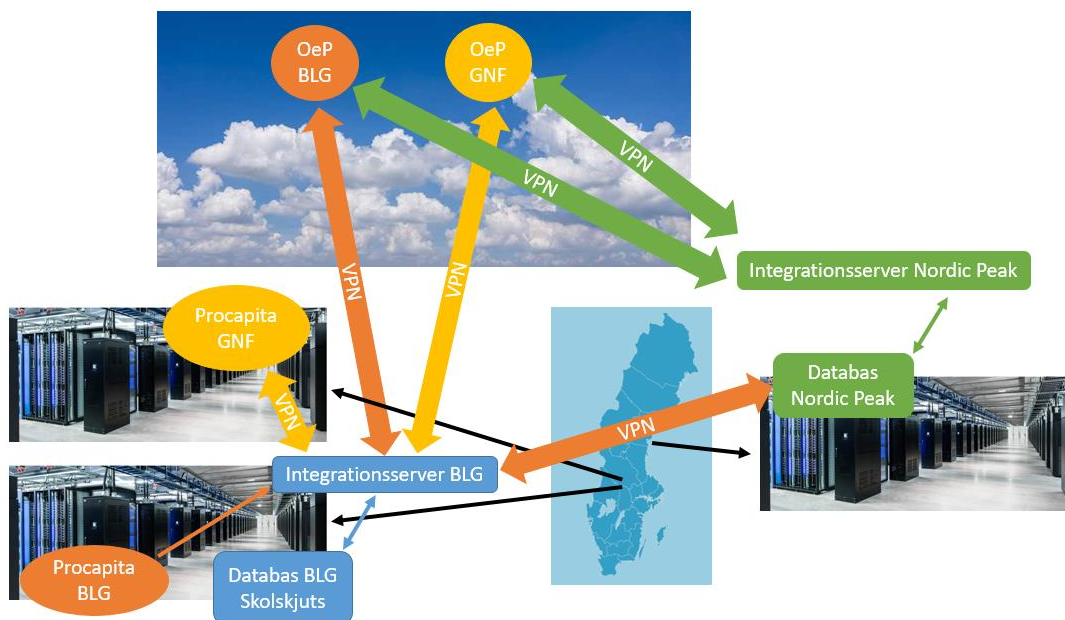 OeP
BLG
OeP
GNF
VPN
VPN
VPN
VPN
Integrationsserver Nordic Peak
Procapita
GNF
VPN
Databas
Nordic Peak
VPN
Integrationsserver BLG
Procapita
BLG
Databas BLG
Skolskjuts